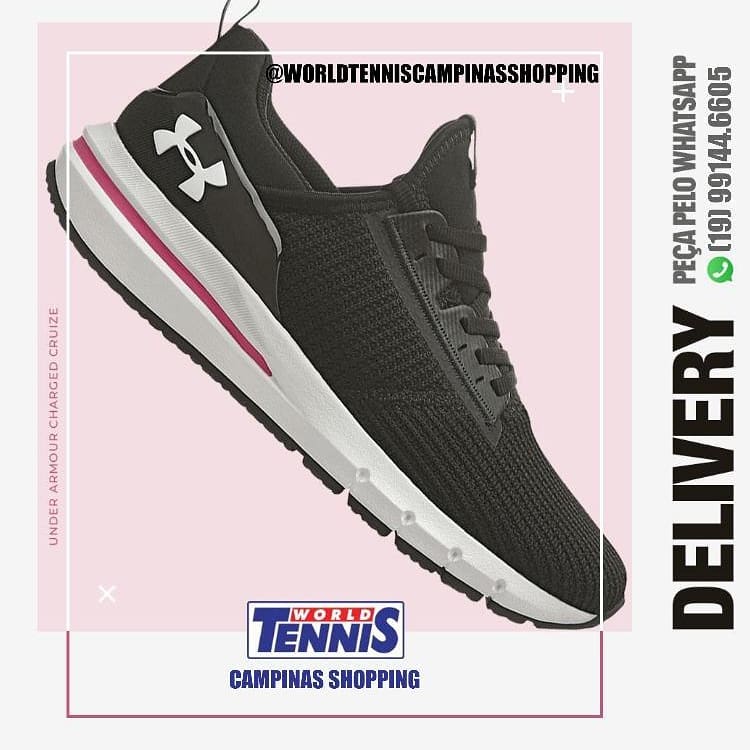 @WORLDTENNISCAMPINASSHOPPING
UNDER ARMOUR CHARGED CRUIZE
PEÇA PELO WHATSAPP
(19) 99144.6605
DELIVERY
WORLD
TENNIS
CAMPINAS SHOPPING